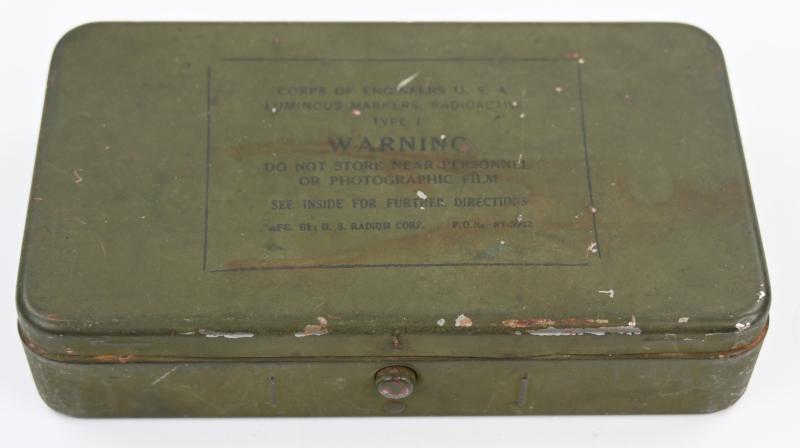 CORPS OF ENGINEERS U. S. A
LUMINOUS MARKERS, RADIOACTIVE
TYPE I
WARNING
DO NOT STORE NEAR PERSONNEL
OR PHOTOGRAPHIC FILM
SEE INSIDE FOR FURTHER DIRECTIONS
MFG. BY: U. S. RADIUM CORP. P.O. No.